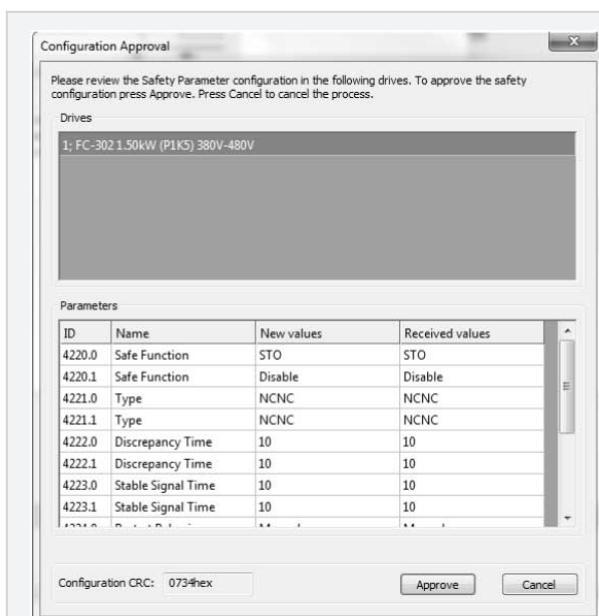 Configuration Approval
Please review the Safety Parameter configuration in the following drives. To approve the safety
configuration press Approve. Press Cancel to cancel the process.
Drives
1; FC-302 1.50kW (P1K5) 380V-480V
Parameters
ID Name New values Received values
4220.0 Safe Function STO STO
4220.1 Safe Function Disable Disable
4221.0 Type NCNC NCNC
4221.1 Type NCNC NCNC
4222.0 Discrepancy Time 10 10
4222.1 Discrepancy Time 10 10
4223.0 Stable Signal Time 10 10
4223.1 Stable Signal Time 10 10
Configuration CRC: 0734hex Approve Cancel